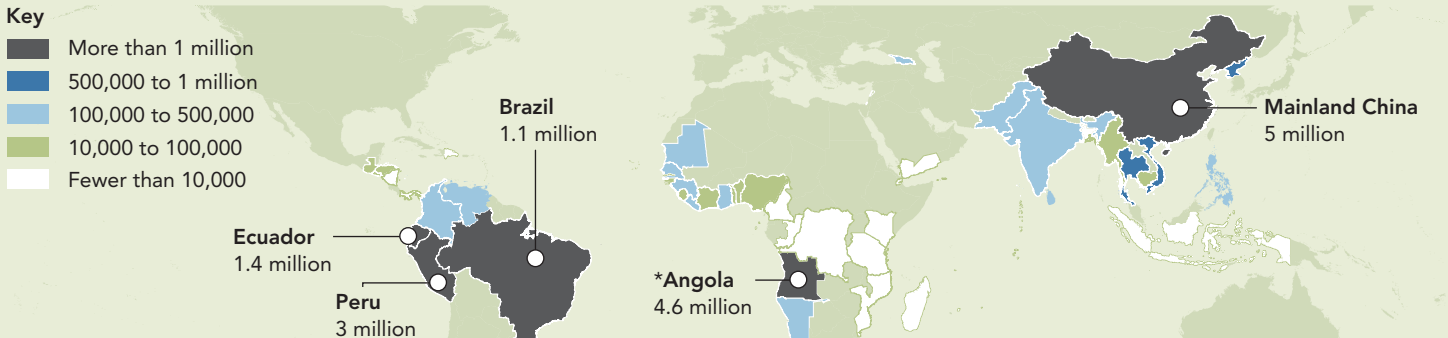 Key
More than 1 million
500,000 to 1 million
100,000 to 500,000
10,000 to 100,000
Fewer than 10,000
Brazil
1.1 million
Mainland China
5 million
Ecuador
1.4 million
Peru
3 million
*Angola
4.6 million